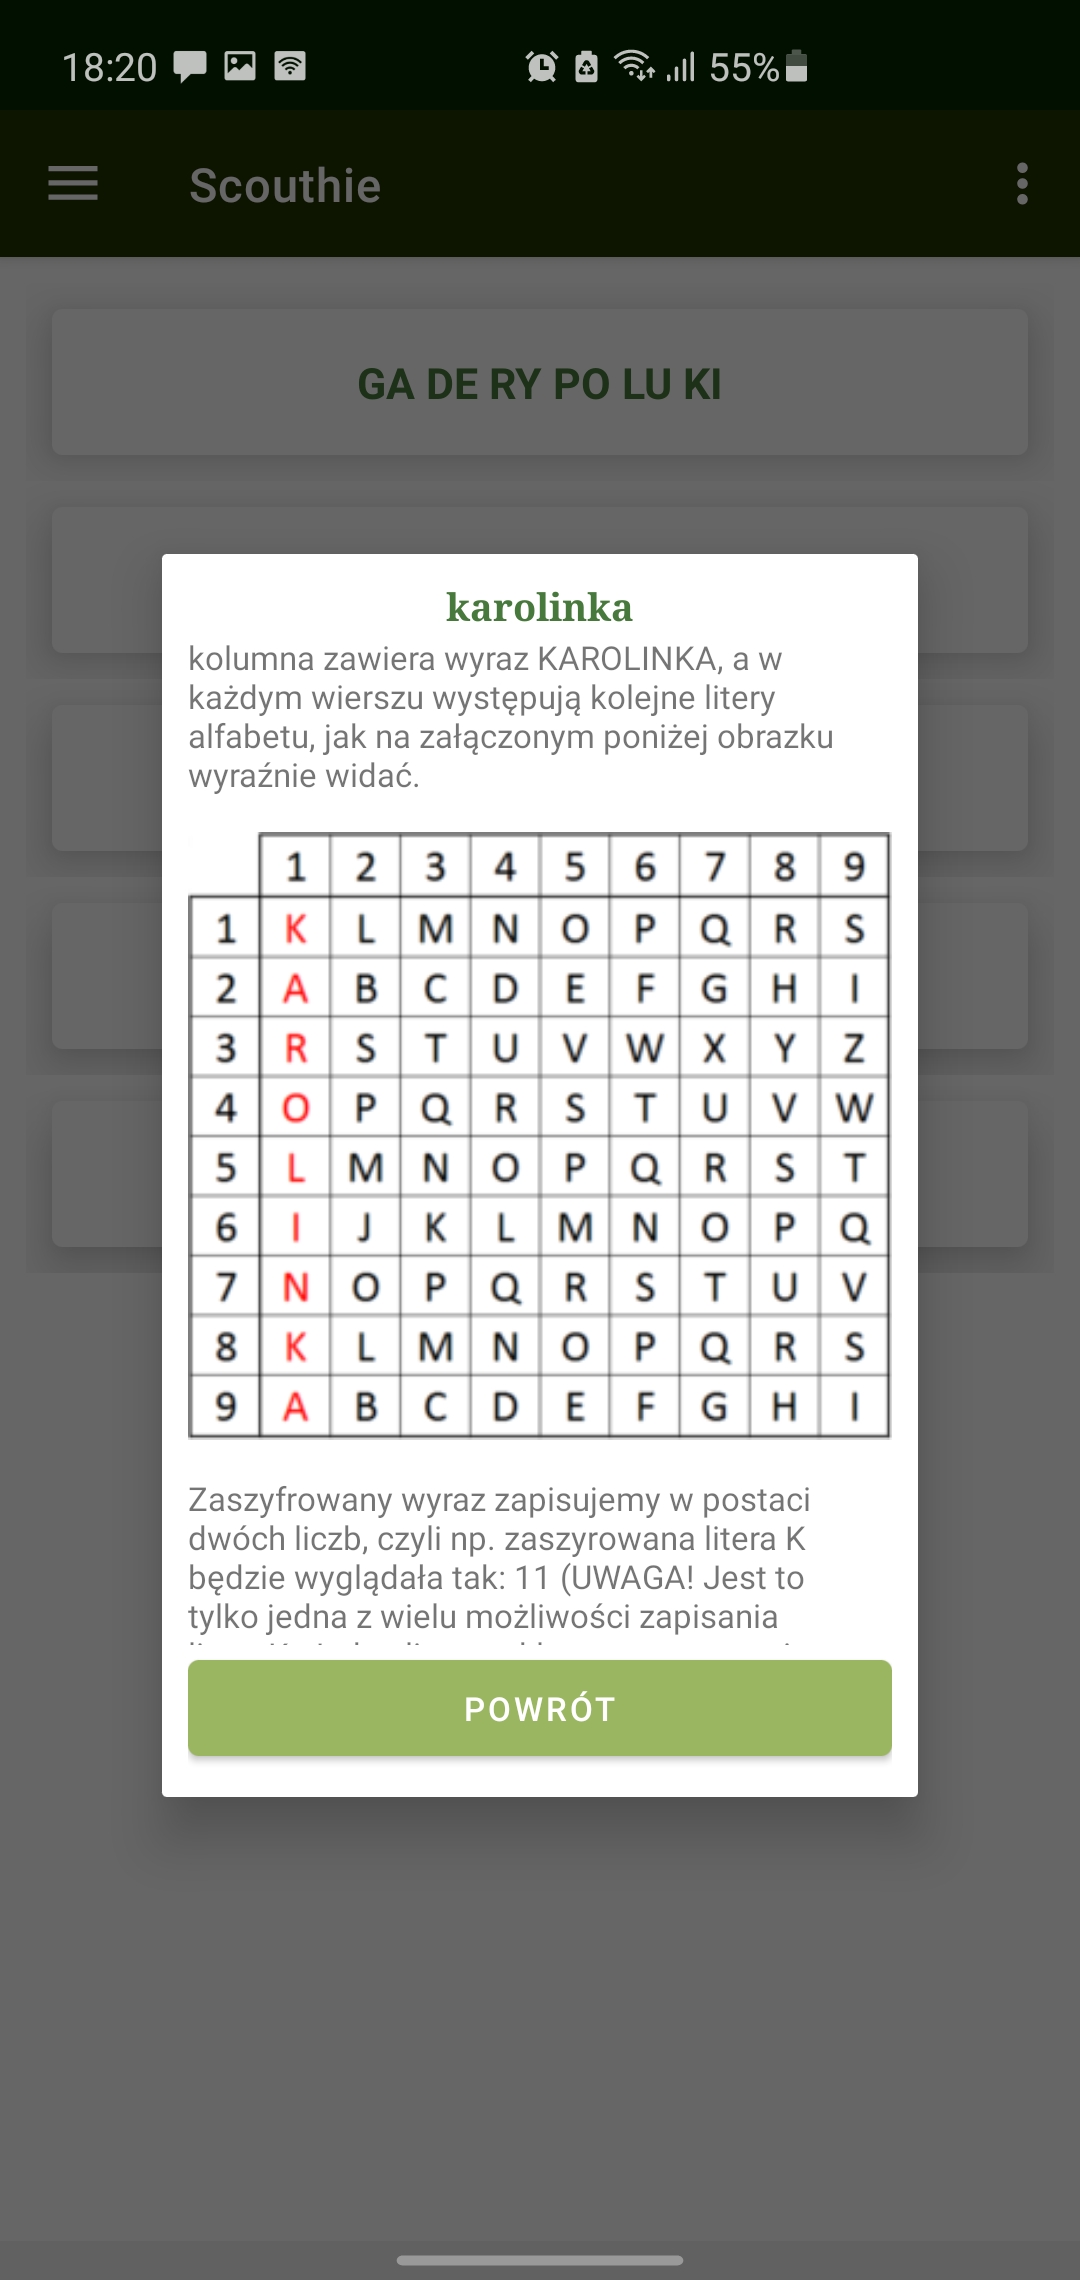 18:20 55%
Scouthie
GA DE RY PO LU KI
karolinka
kolumna zawiera wyraz KAROLINKA, a w
każdym wierszu występują kolejne litery
alfabetu, jak na załączonym poniżej obrazku
wyraźnie widać.
1 2 3 4 5 6 7 8 9
1 K L M N O P Q R S
2 A B C D E F G H I
3 R S T U V W X Y Z
4 O P Q R S T U V W
5 L M N O P Q R S T
6 I J K L M N O P Q
7 N O P Q R S T U V
8 K L M N O P Q R S
9 A B C D E F G H I
Zaszyfrowany wyraz zapisujemy w postaci
dwóch liczb, czyli np. zaszyrowana litera K
będzie wyglądała tak: 11 (UWAGA! Jest to
tylko jedna z wielu możliwości zapisania
POWRÓT